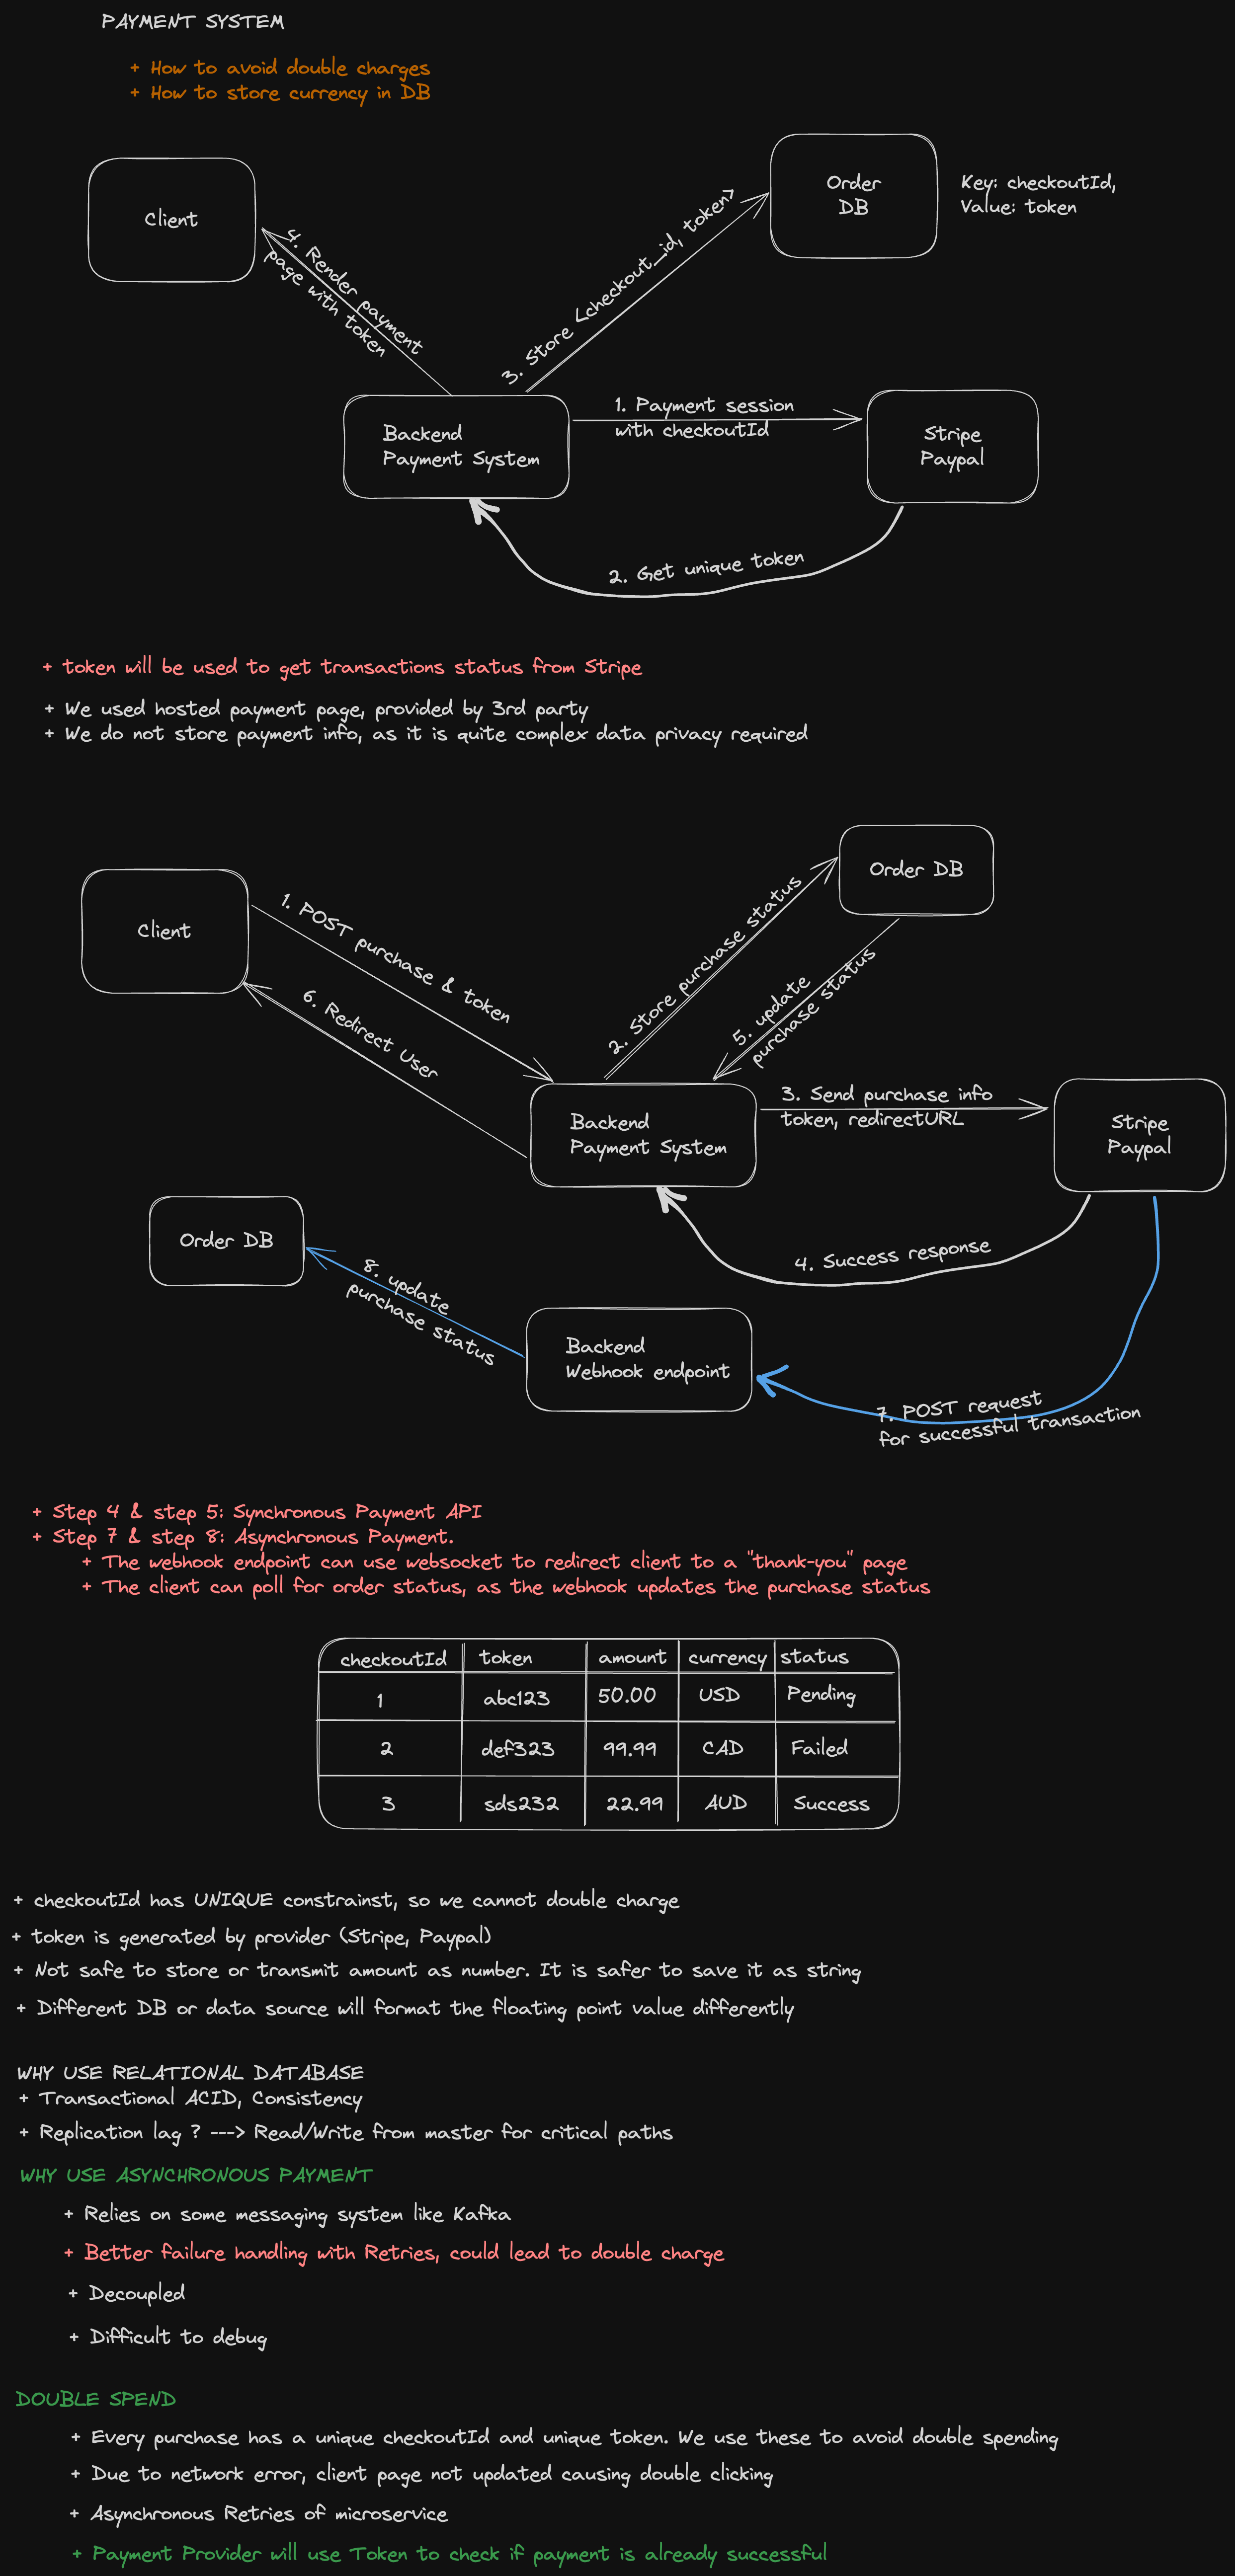 PAYMENT SYSTEM
+ How to avoid double charges
+ How to store currency in DB
Client
Order
DB
Key: checkoutId,
Value: token
4. Render payment
page with token
3. Store <checkout_id, token>
Backend
Payment System
1. Payment session
with checkoutId
Stripe
Paypal
2. Get unique token
+ token will be used to get transactions status from Stripe
+ We used hosted payment page, provided by 3rd party
+ We do not store payment info, as it is quite complex data privacy required
Client
Order DB
1. POST purchase & token
2. Store purchase status
5. update
purchase status
6. Redirect User
Backend
Payment System
3. Send purchase info
token, redirectURL
Stripe
Paypal
4. Success response
Order DB
8. update
purchase status
Backend
Webhook endpoint
7. POST request
for successful transaction
+ Step 4 & step 5: Synchronous Payment API
+ Step 7 & step 8: Asynchronous Payment.
+ The webhook endpoint can use websocket to redirect client to a "thank-you" page
+ The client can poll for order status, as the webhook updates the purchase status
checkoutId token amount currency status
1 abc123 50.00 USD Pending
2 def323 99.99 CAD Failed
3 sds232 22.99 AUD Success
+ checkoutId has UNIQUE constrainst, so we cannot double charge
+ token is generated by provider (Stripe, Paypal)
+ Not safe to store or transmit amount as number. It is safer to save it as string
+ Different DB or data source will format the floating point value differently
WHY USE RELATIONAL DATABASE
+ Transactional ACID, Consistency
+ Replication lag ? ---> Read/Write from master for critical paths
WHY USE ASYNCHRONOUS PAYMENT
+ Relies on some messaging system like Kafka
+ Better failure handling with Retries, could lead to double charge
+ Decoupled
+ Difficult to debug
DOUBLE SPEND
+ Every purchase has a unique checkoutId and unique token. We use these to avoid double spending
+ Due to network error, client page not updated causing double clicking
+ Asynchronous Retries of microservice
+ Payment Provider will use Token to check if payment is already successful